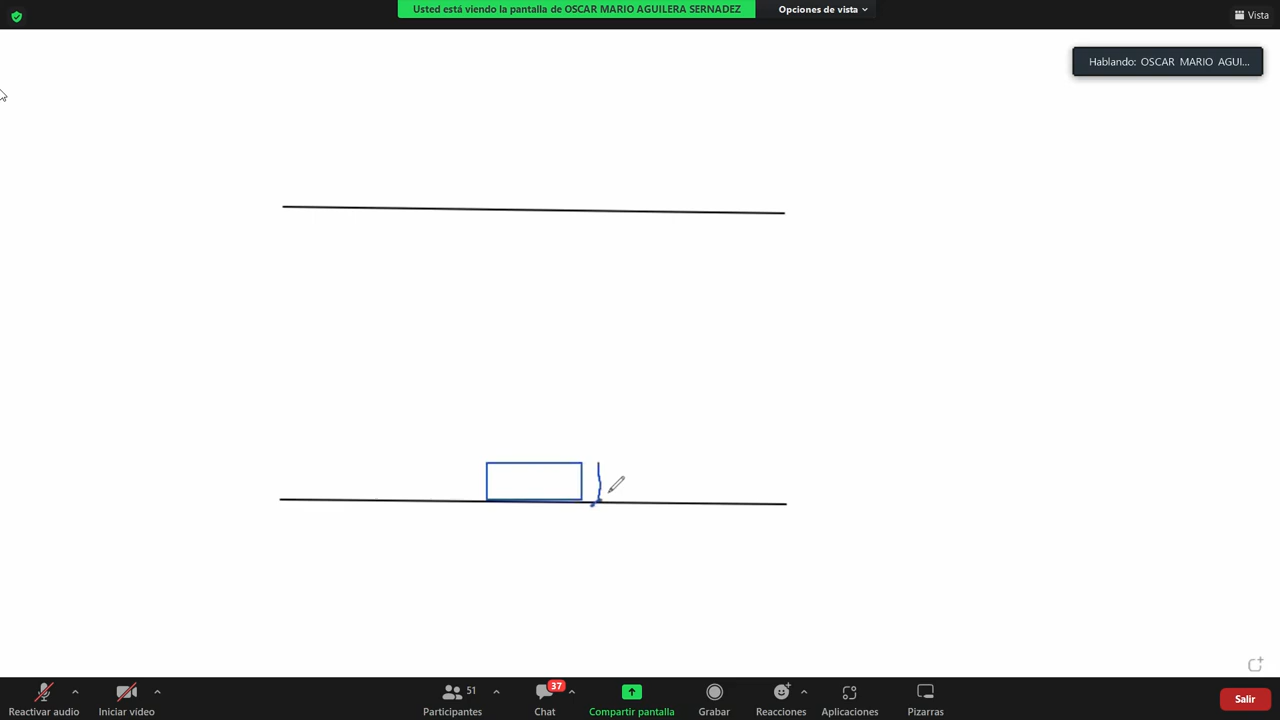 Usted está viendo la pantalla de OSCAR MARIO AGUILERA SERNADEZ
Opciones de vista
Vista
Hablando: OSCAR MARIO AGUI...
51
37
Reactivar audio
Iniciar video
Participantes
Chat
Compartir pantalla
Grabar
Reacciones
Aplicaciones
Pizarras
Salir